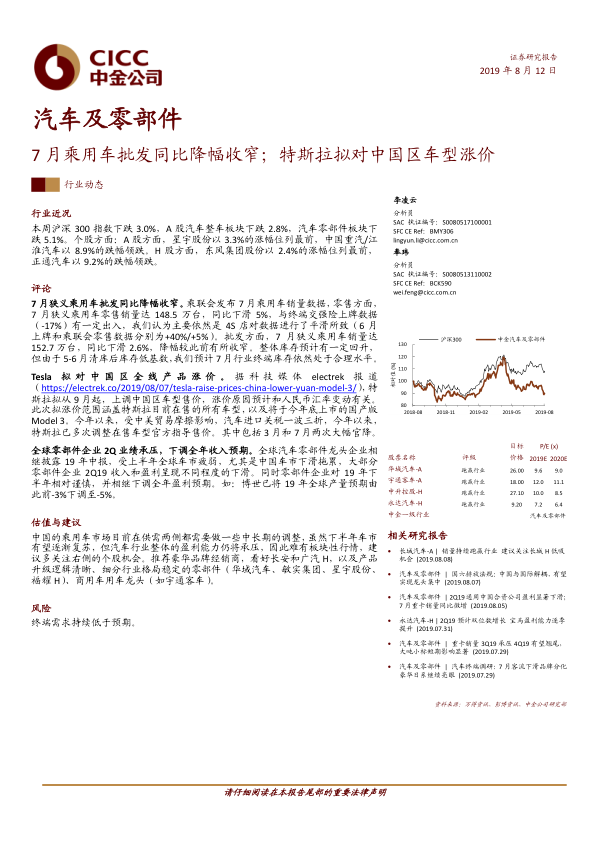 CICC
中金公司
证券研究报告
2019 年 8 月 12 日
汽车及零部件
7 月乘用车批发同比降幅收窄；特斯拉拟对中国区车型涨价
行业动态
行业近况
本周沪深 300 指数下跌 3.0%，A 股汽车整车板块下跌 2.8%，汽车零部件板块下
跌 5.1%。个股方面：A 股方面，星宇股份以 3.3%的涨幅位列最前，中国重汽/江
淮汽车以 8.9%的跌幅领跌。H 股方面，东风集团股份以 2.4%的涨幅位列最前，
正通汽车以 9.2%的跌幅领跌。
评论
7 月狭义乘用车批发同比降幅收窄。乘联会发布 7 月乘用车销量数据，零售方面，
7 月狭义乘用车零售销量达 148.5 万台，同比下滑 5%，与终端交强险上牌数据
（-17%）有一定出入，我们认为主要依然是 4S 店对数据进行了平滑所致（6 月
上牌和乘联会零售数据分别为+40%/+5%）。批发方面，7 月狭义乘用车批发销量达
152.7 万台，同比下滑 2.6%，降幅较此前有所收窄。整体库存预计有一定回升，
但由于 5-6 月清库后库存低基数，我们预计 7 月行业终端库存依然处于合理水平。
Tesla 拟对中国区全线产品涨价。据科技媒体 electrek 报道
（https://electrek.co/2019/08/07/tesla-raise-prices-china-lower-yuan-model-3/），特
斯拉拟从 9 月起，上调中国区车型售价，涨价原因预计和人民币汇率变动有关。
此次拟涨价范围涵盖特斯拉目前在售的所有车型，以及将于今年底上市的国产版
Model 3。今年以来，受中美贸易摩擦影响，汽车进口关税一波三折，今年以来，
特斯拉已多次调整在售车型官方指导售价。其中包括 3 月和 7 月两次大幅官降。
全球零部件企业 2Q 业绩承压，下调全年收入预期。全球汽车零部件龙头企业相
继披露 19 年中报，受上半年全球车市疲弱，尤其是中国车市下滑拖累，大部分
零部件企业 2Q19 收入和盈利呈现不同程度的下滑。同时零部件企业对 19 年下
半年相对谨慎，并相继下调全年盈利预期。如：博世已将 19 年全球产量预期由
此前-3%下调至-5%。
估值与建议
中国的乘用车市场目前在供需两侧都需要做一些中长期的调整，虽然下半年车市
有望逐渐复苏，但汽车行业整体的盈利能力仍将承压，因此难有板块性行情，建
议多关注右侧的个股机会。推荐豪华品牌经销商，看好长安和广汽 H，以及产品
升级逻辑清晰、细分行业格局稳定的零部件（华域汽车、敏实集团、星宇股份、
福耀 H）、商用车用车龙头（如宇通客车）。
风险
终端需求持续低于预期。
李凌云
分析员
SAC 执证编号：S0080517100001
SFC CE Ref：BMY306
lingyun.li@cicc.com.cn
奉玮
分析员
SAC 执证编号：S0080513110002
SFC CE Ref：BCK590
wei.feng@cicc.com.cn
沪深300 中金汽车及零部件
相对值 (%)
130
120
110
100
90
80
2018-08 2018-11 2019-02 2019-05 2019-08
目标 P/E (x)
股票名称 评级 价格 2019E 2020E
华域汽车-A 跑赢行业 26.00 9.6 9.0
宇通客车-A 跑赢行业 18.00 12.0 11.1
中升控股-H 跑赢行业 27.10 10.0 8.5
永达汽车-H 跑赢行业 9.20 7.2 6.4
中金一级行业 汽车及零部件
相关研究报告
• 长城汽车-A | 销量持续跑赢行业 建议关注长城 H 低吸
机会 (2019.08.08)
• 汽车及零部件 | 国六排放法规：中国与国际解耦，有望
实现龙头集中 (2019.08.07)
• 汽车及零部件 | 2Q19通用中国合资公司盈利显著下滑；
7 月重卡销量同比微增 (2019.08.05)
• 永达汽车-H | 2Q19 预计双位数增长 宝马盈利能力逐季
提升 (2019.07.31)
• 汽车及零部件 | 重卡销量 3Q19 承压 4Q19 有望翘尾，
大吨小标短期影响显著 (2019.07.29)
• 汽车及零部件 | 汽车终端调研：7 月客流下滑品牌分化
豪华日系继续亮眼 (2019.07.29)
资料来源：万得资讯，彭博资讯，中金公司研究部
请仔细阅读在本报告尾部的重要法律声明